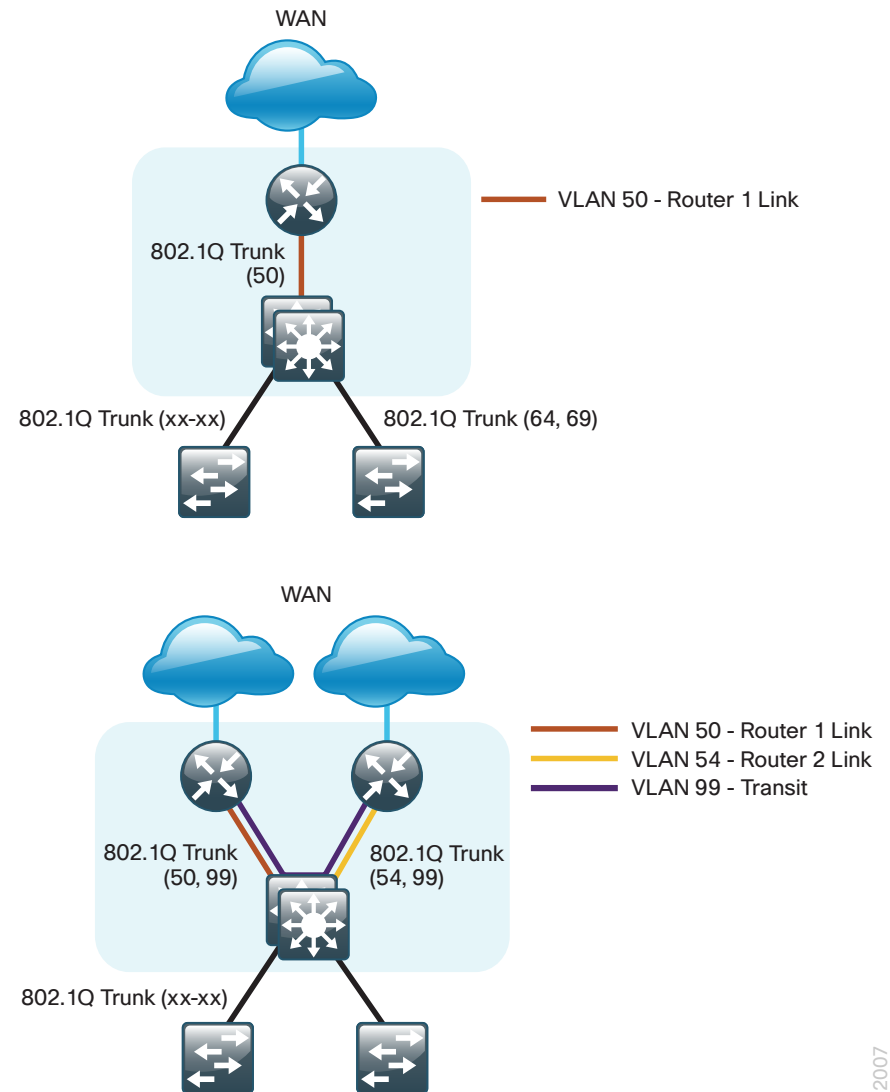 WAN
VLAN 50 - Router 1 Link
802.1Q Trunk
(50)
802.1Q Trunk (xx-xx)
802.1Q Trunk (64, 69)
WAN
VLAN 50 - Router 1 Link
VLAN 54 - Router 2 Link
VLAN 99 - Transit
802.1Q Trunk
(50, 99)
802.1Q Trunk
(54, 99)
802.1Q Trunk (xx-xx)
2007